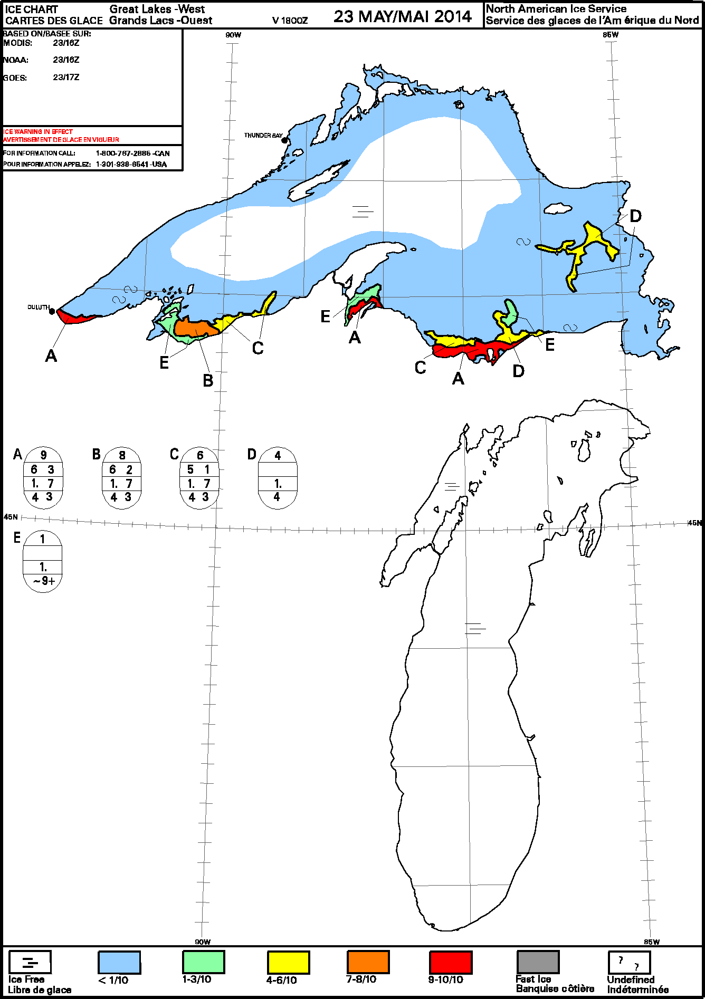 ICE CHART Great Lakes -West
CARTES DES GLACE Grands Lacs -Ouest V 1800Z 23 MAY/MAI 2014
North American Ice Service
Service des glaces de l'Am érique du Nord
BASED ON/BASEE SUR:
MODIS: 23/16Z
NOAA: 23/16Z
GOES: 23/17Z
ICE WARNING IN EFFECT
AVERTISSEMENT DE GLACE EN VIGUEUR
FOR INFORMATION CALL: 1-800-767-2885 -CAN
POUR INFORMATION APPELEZ: 1-301-938-6541 -USA
90W 85W
THUNDER BAY
D
DULUTH
E
A
A
E
B
C
E
C
A
D
A 9
6 3
1. 7
4 3
B 8
6 2
1. 7
4 3
C 6
5 1
1. 7
4 3
D 4
1.
4
45N 45N
E 1
1.
~9+
90W 85W
Ice Free
Libre de glace
< 1/10
1-3/10
4-6/10
7-8/10
9-10/10
Fast Ice
Banquise côtière
? ?
Undefined
Indéterminée